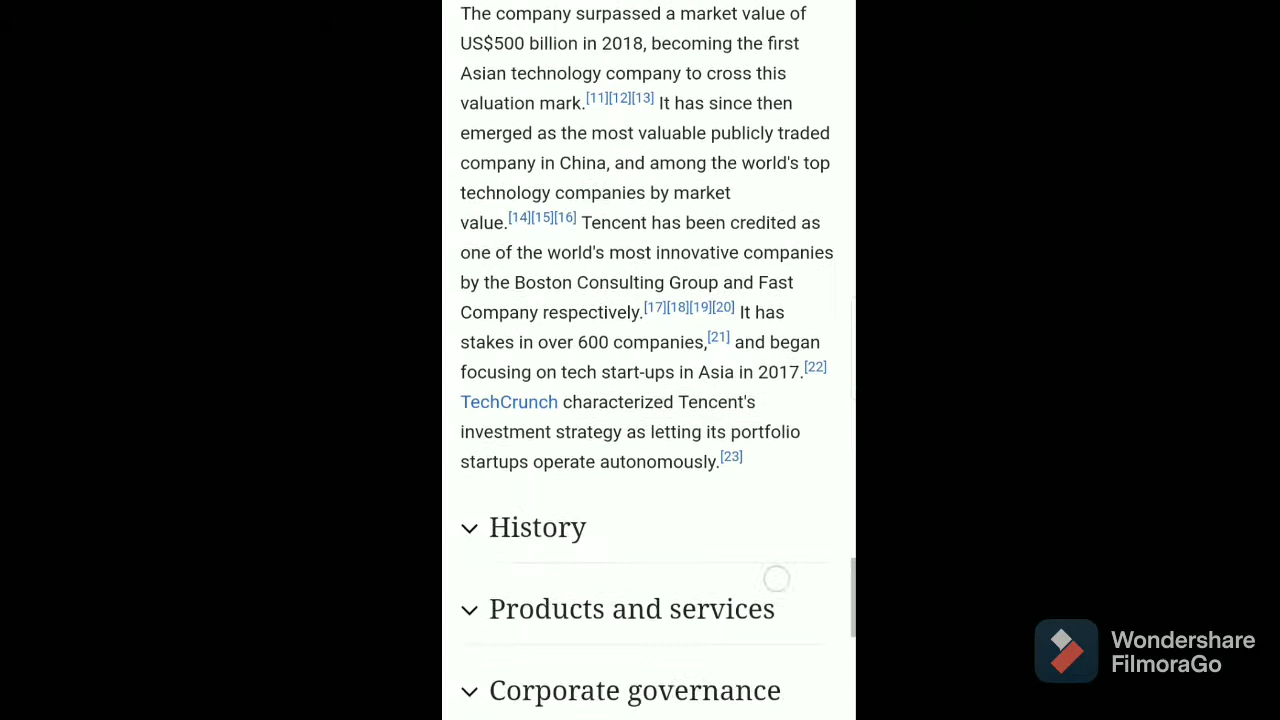 The company surpassed a market value of
US$500 billion in 2018, becoming the first
Asian technology company to cross this
valuation mark.[11][12][13] It has since then
emerged as the most valuable publicly traded
company in China, and among the world's top
technology companies by market
value.[14][15][16] Tencent has been credited as
one of the world's most innovative companies
by the Boston Consulting Group and Fast
Company respectively.[17][18][19][20] It has
stakes in over 600 companies,[21] and began
focusing on tech start-ups in Asia in 2017.[22]
TechCrunch characterized Tencent's
investment strategy as letting its portfolio
startups operate autonomously.[23]
History
Products and services
Corporate governance
Wondershare
FilmoraGo